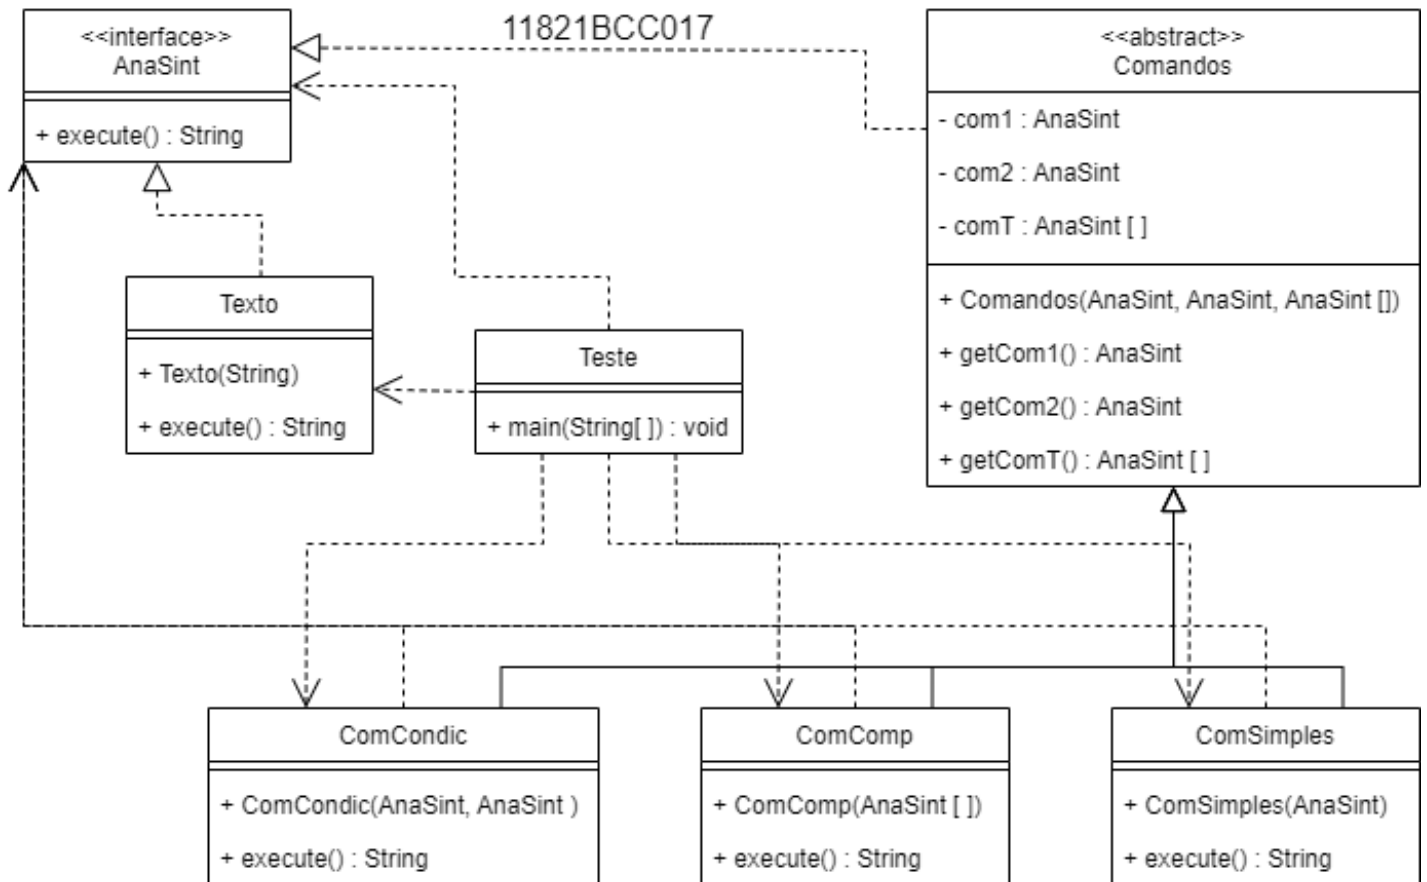 <<interface>>
AnaSint
+ execute() : String
11821BCC017
<<abstract>>
Comandos
- com1 : AnaSint
- com2 : AnaSint
- comT : AnaSint [ ]
+ Comandos(AnaSint, AnaSint, AnaSint [])
+ getCom1() : AnaSint
+ getCom2() : AnaSint
+ getComT() : AnaSint [ ]
Texto
+ Texto(String)
+ execute() : String
Teste
+ main(String[ ]) : void
ComCondic
+ ComCondic(AnaSint, AnaSint )
+ execute() : String
ComComp
+ ComComp(AnaSint [ ])
+ execute() : String
ComSimples
+ ComSimples(AnaSint)
+ execute() : String